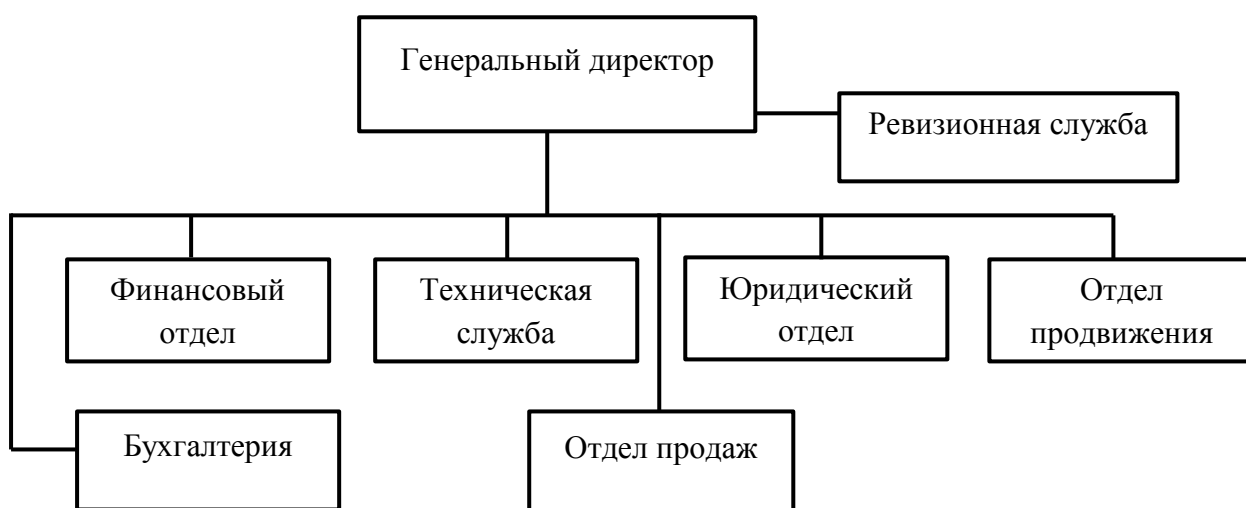 Генеральный директор
Ревизионная служба
Финансовый
отдел
Техническая
служба
Юридический
отдел
Отдел
продвижения
Бухгалтерия
Отдел продаж